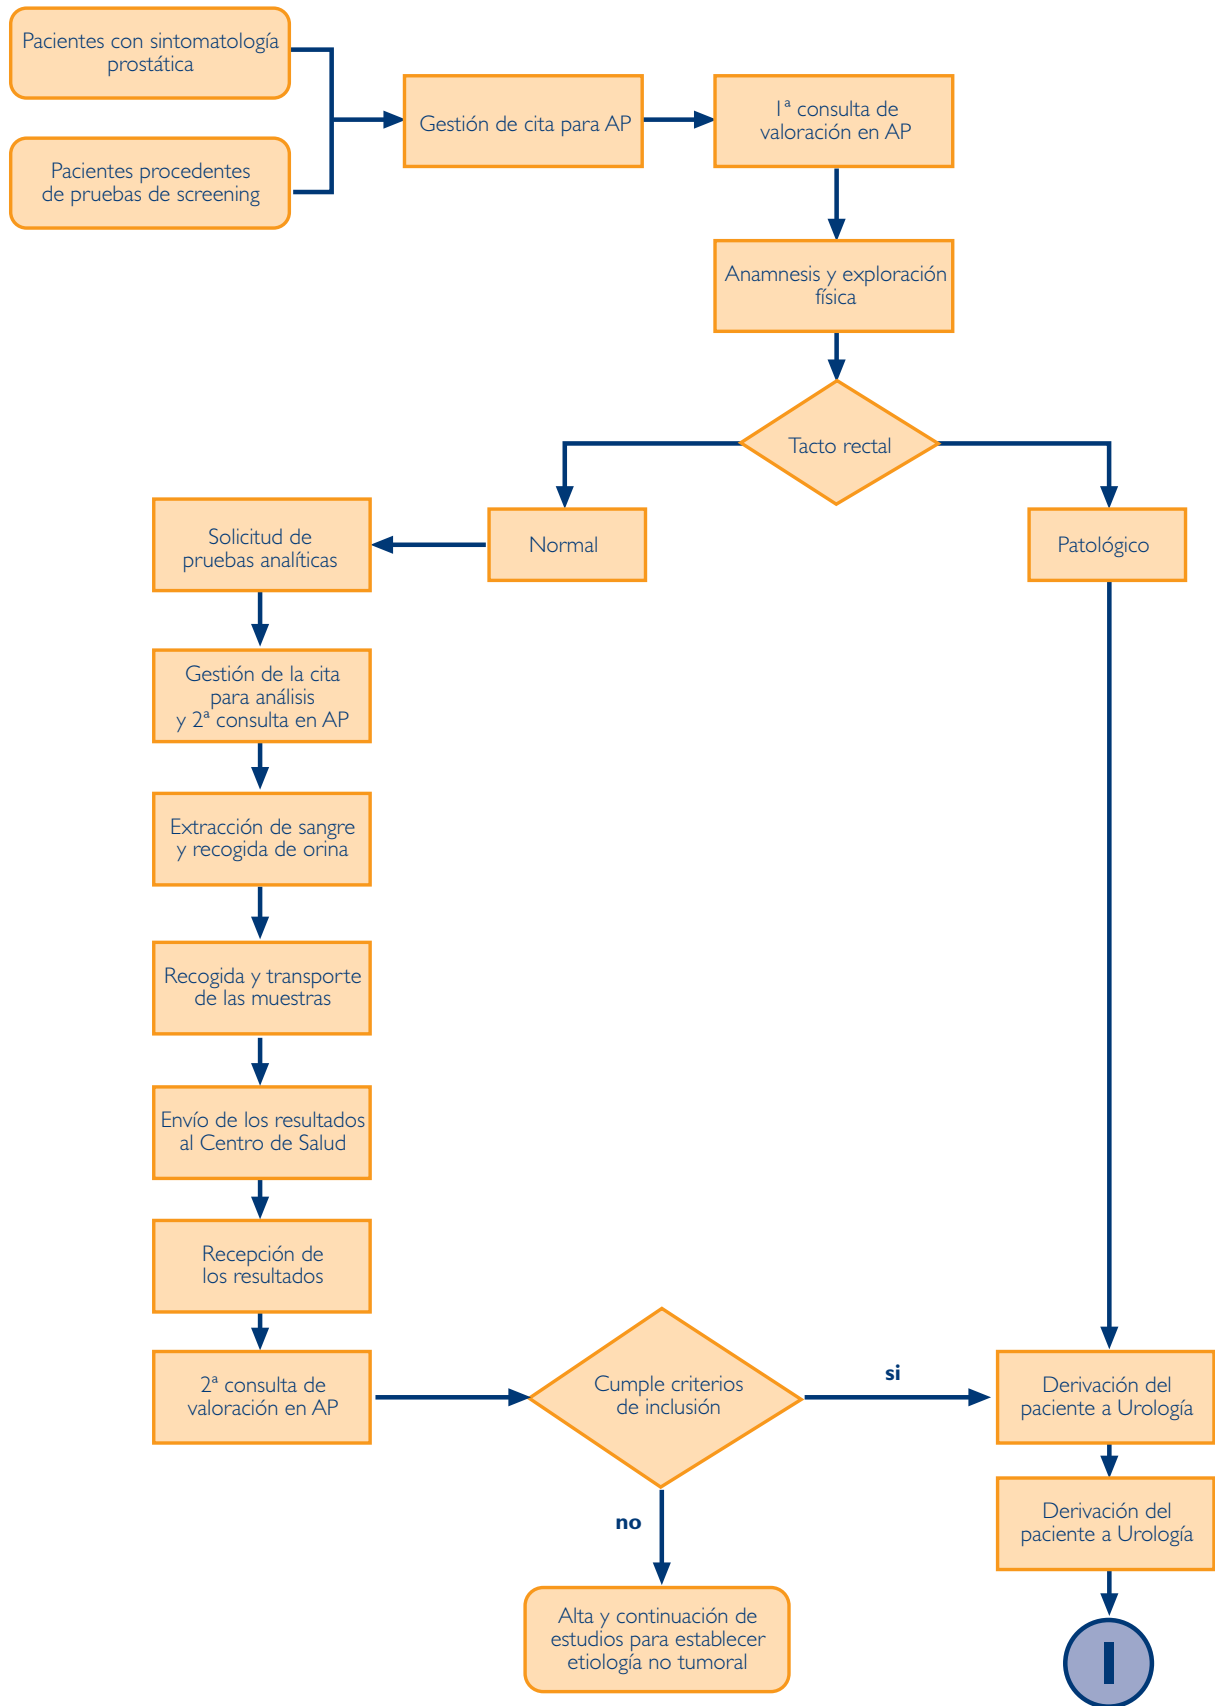 Pacientes con sintomatología
prostática
Pacientes procedentes
de pruebas de screening
Gestión de cita para AP
1ª consulta de
valoración en AP
Anamnesis y exploración
física
Tacto rectal
Normal
Patológico
Solicitud de
pruebas analíticas
Gestión de la cita
para análisis
y 2ª consulta en AP
Extracción de sangre
y recogida de orina
Recogida y transporte
de las muestras
Envío de los resultados
al Centro de Salud
Recepción de
los resultados
2ª consulta de
valoración en AP
Cumple criterios
de inclusión
si
no
Derivación del
paciente a Urología
Derivación del
paciente a Urología
Alta y continuación de
estudios para establecer
etiología no tumoral
I